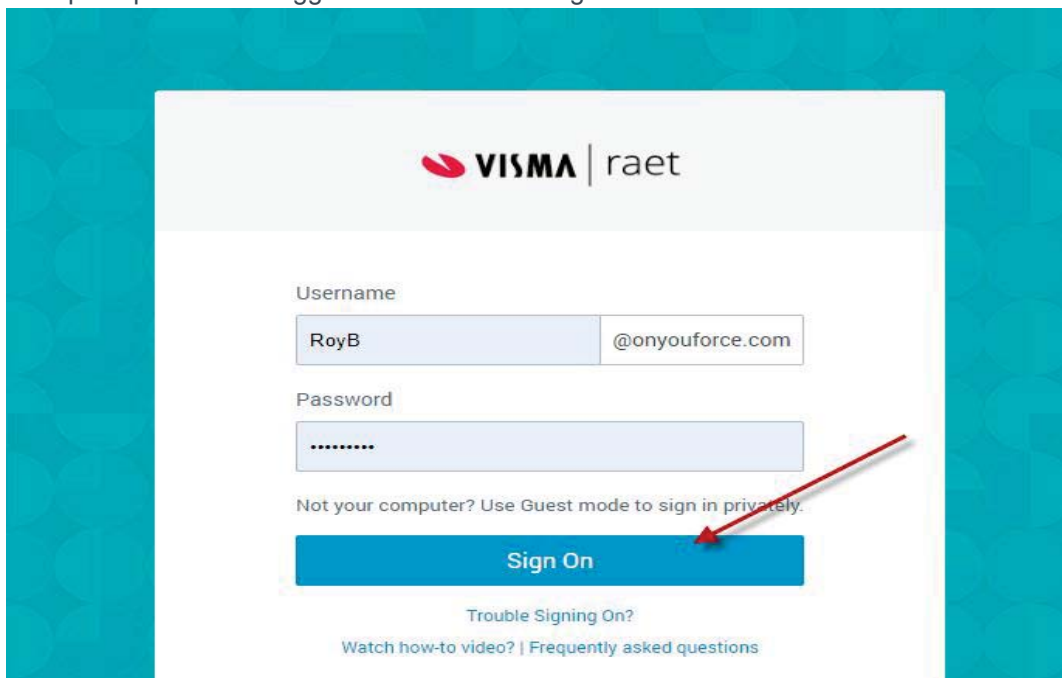 VISMA | raet
Username
RoyB @onyouforce.com
Password
•••••••••
Not your computer? Use Guest mode to sign in privately.
Sign On
Trouble Signing On?
Watch how-to video? | Frequently asked questions